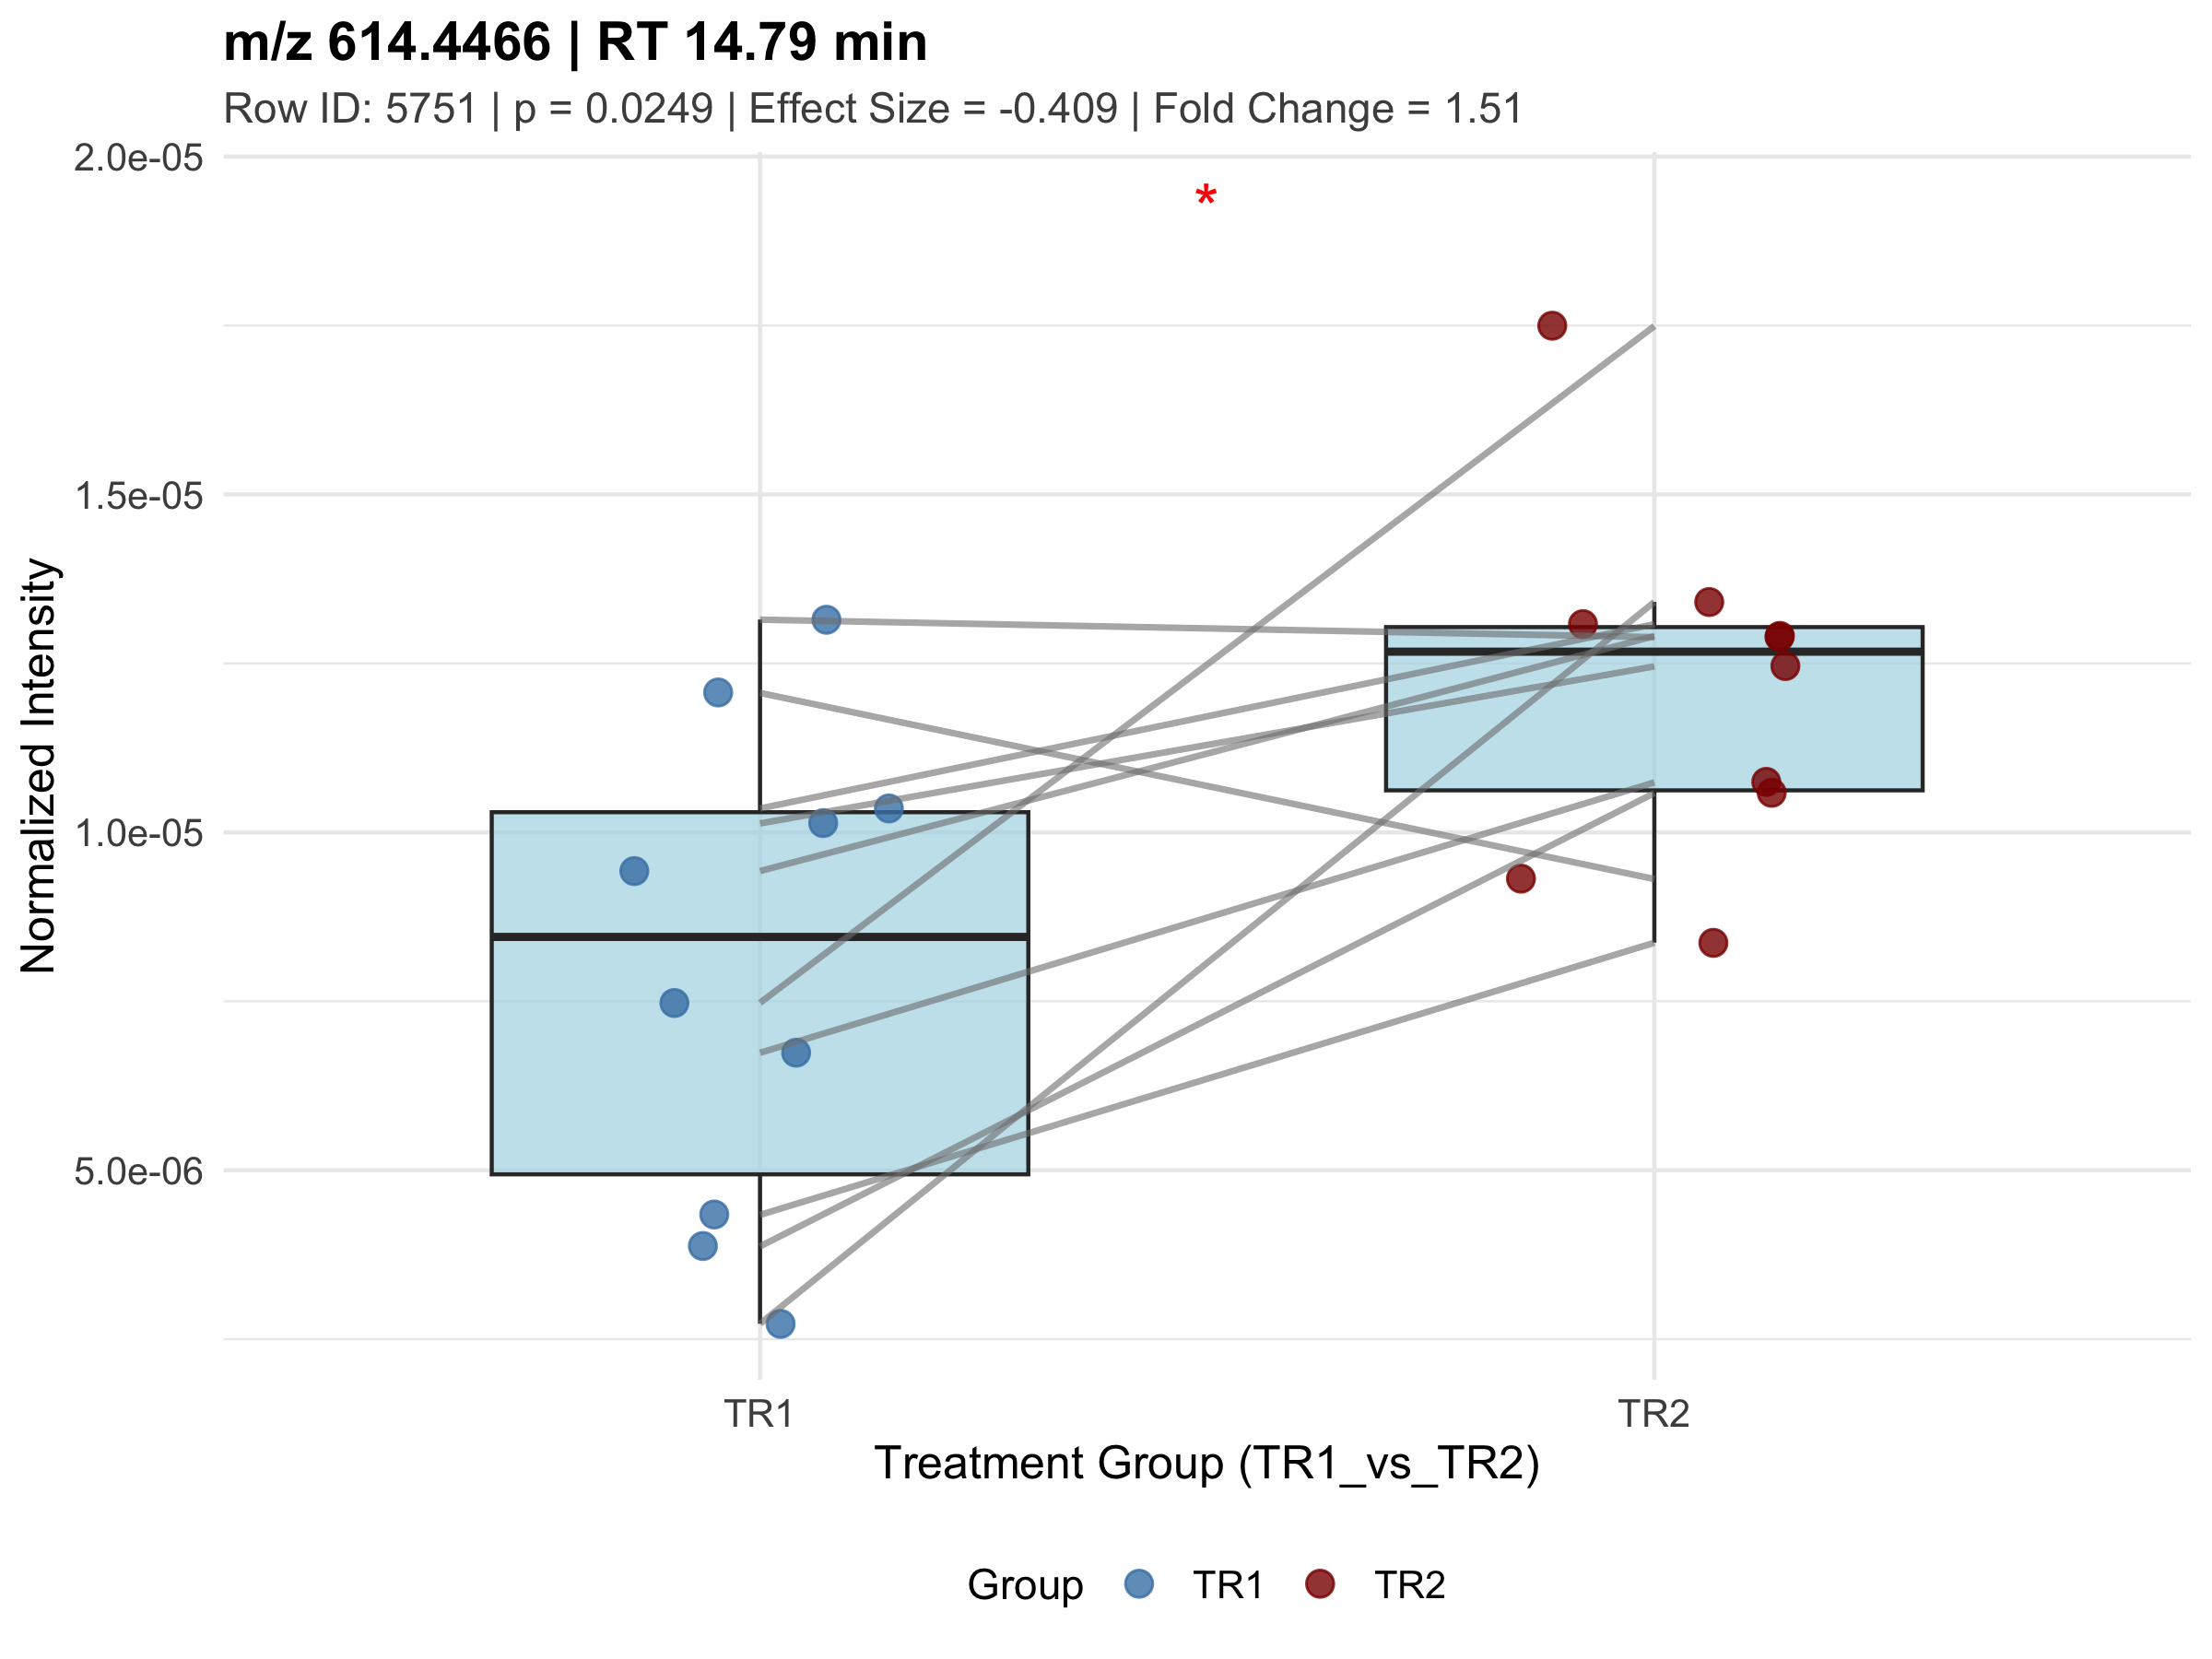 m/z 614.4466 | RT 14.79 min
Row ID: 5751 | p = 0.0249 | Effect Size = -0.409 | Fold Change = 1.51
2.0e-05
*
1.5e-05
1.0e-05
5.0e-06
Normalized Intensity
TR1
TR2
Treatment Group (TR1_vs_TR2)
Group TR1 TR2